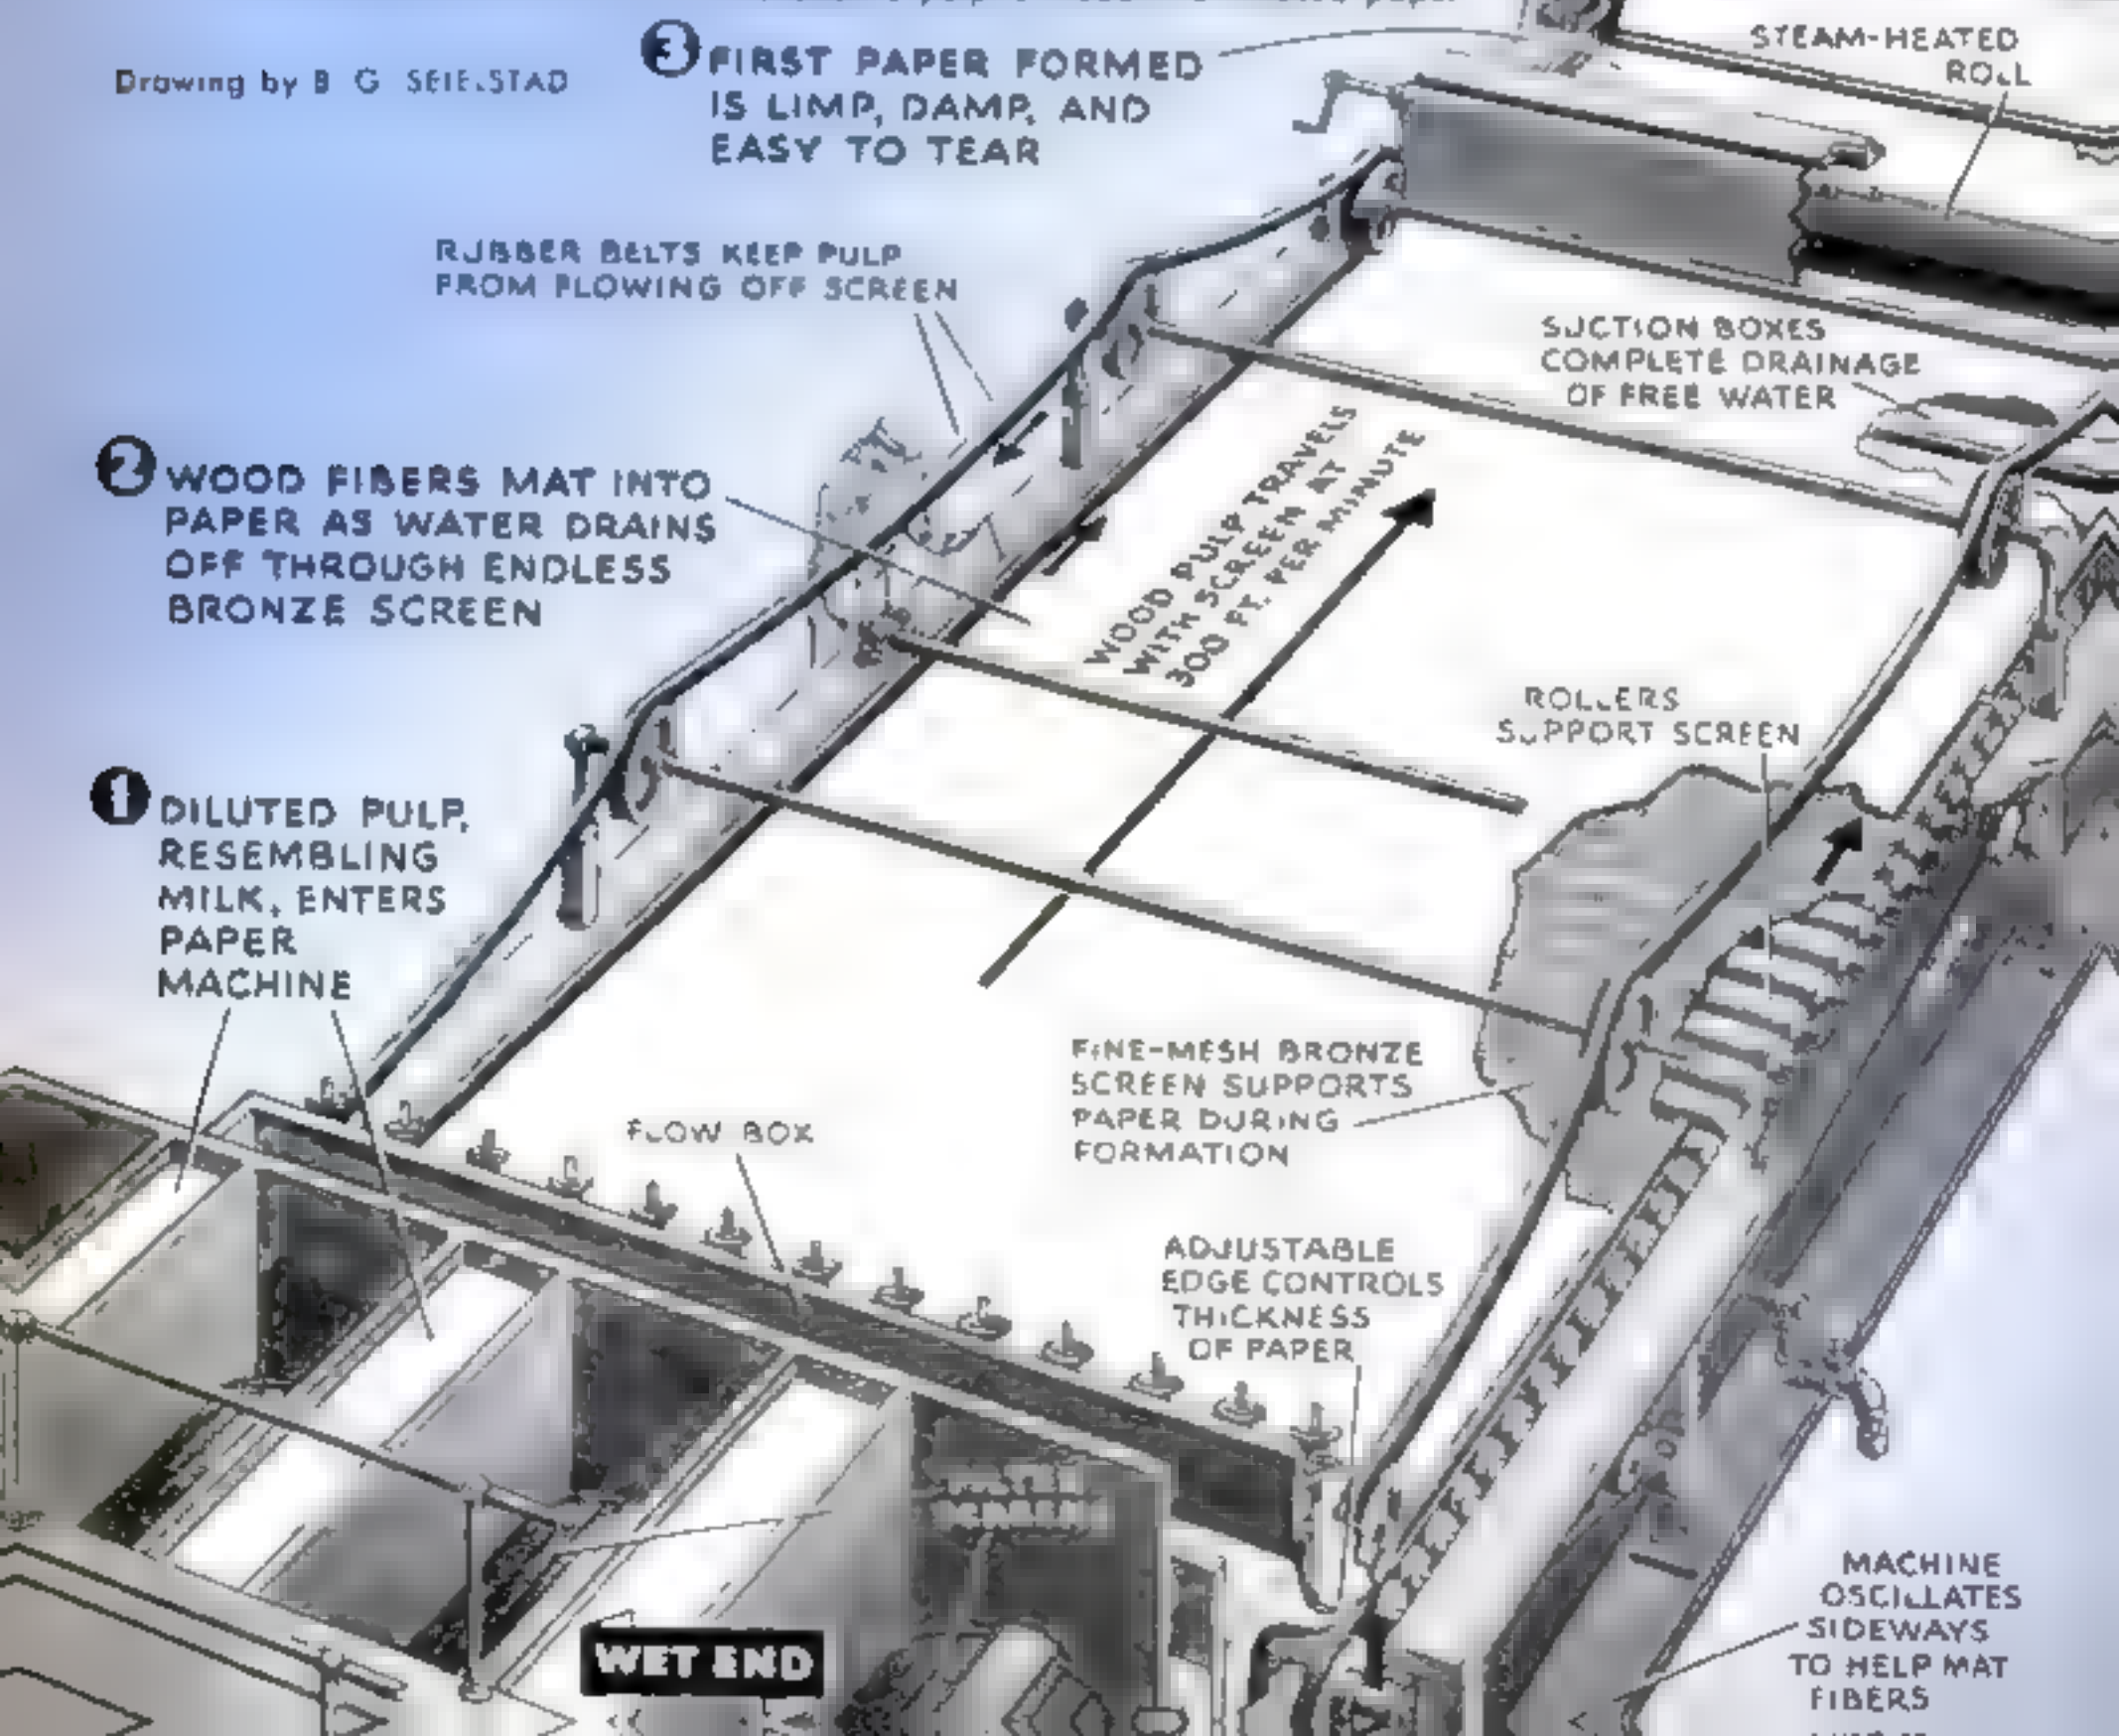 Drawing by B G SEIELSTAD
3 FIRST PAPER FORMED
IS LIMP, DAMP, AND
EASY TO TEAR
STEAM-HEATED
ROLL
RUBBER BELTS KEEP PULP
FROM FLOWING OFF SCREEN
SUCTION BOXES
COMPLETE DRAINAGE
OF FREE WATER
2 WOOD FIBERS MAT INTO
PAPER AS WATER DRAINS
OFF THROUGH ENDLESS
BRONZE SCREEN
WOOD PULP TRAVELS
WITH SCREEN AT
300 FT. PER MINUTE
ROLLERS
SUPPORT SCREEN
1 DILUTED PULP,
RESEMBLING
MILK, ENTERS
PAPER
MACHINE
FINE-MESH BRONZE
SCREEN SUPPORTS
PAPER DURING
FORMATION
FLOW BOX
ADJUSTABLE
EDGE CONTROLS
THICKNESS
OF PAPER
WET END
MACHINE
OSCILLATES
SIDEWAYS
TO HELP MAT
FIBERS